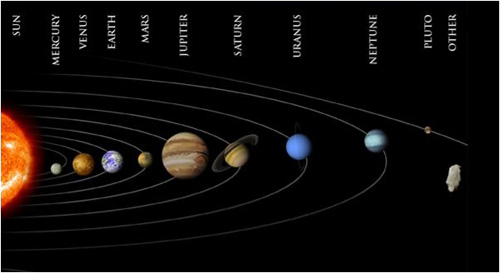 SUN
MERCURY
VENUS
EARTH
MARS
JUPITER
SATURN
URANUS
NEPTUNE
PLUTO
OTHER